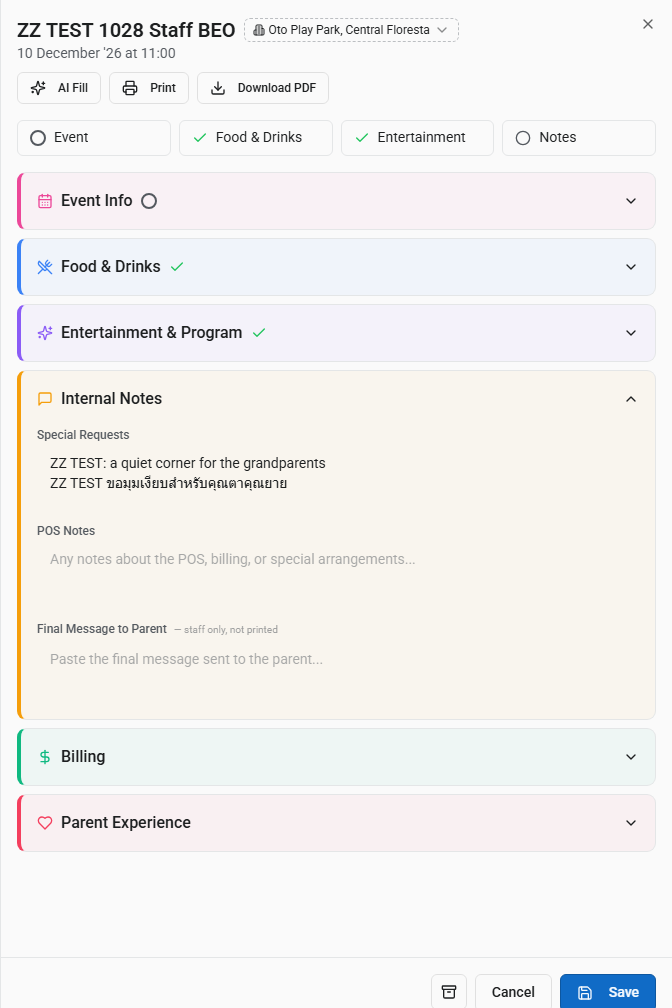 ZZ TEST 1028 Staff BEO
Oto Play Park, Central Floresta
10 December '26 at 11:00
AI Fill
Print
Download PDF
Event
Food & Drinks
Entertainment
Notes
Event Info
Food & Drinks
Entertainment & Program
Internal Notes
Special Requests
ZZ TEST: a quiet corner for the grandparents
ZZ TEST ขอมุมเงียบสำหรับคุณตาคุณยาย
POS Notes
Any notes about the POS, billing, or special arrangements...
Final Message to Parent — staff only, not printed
Paste the final message sent to the parent...
Billing
Parent Experience
Cancel
Save